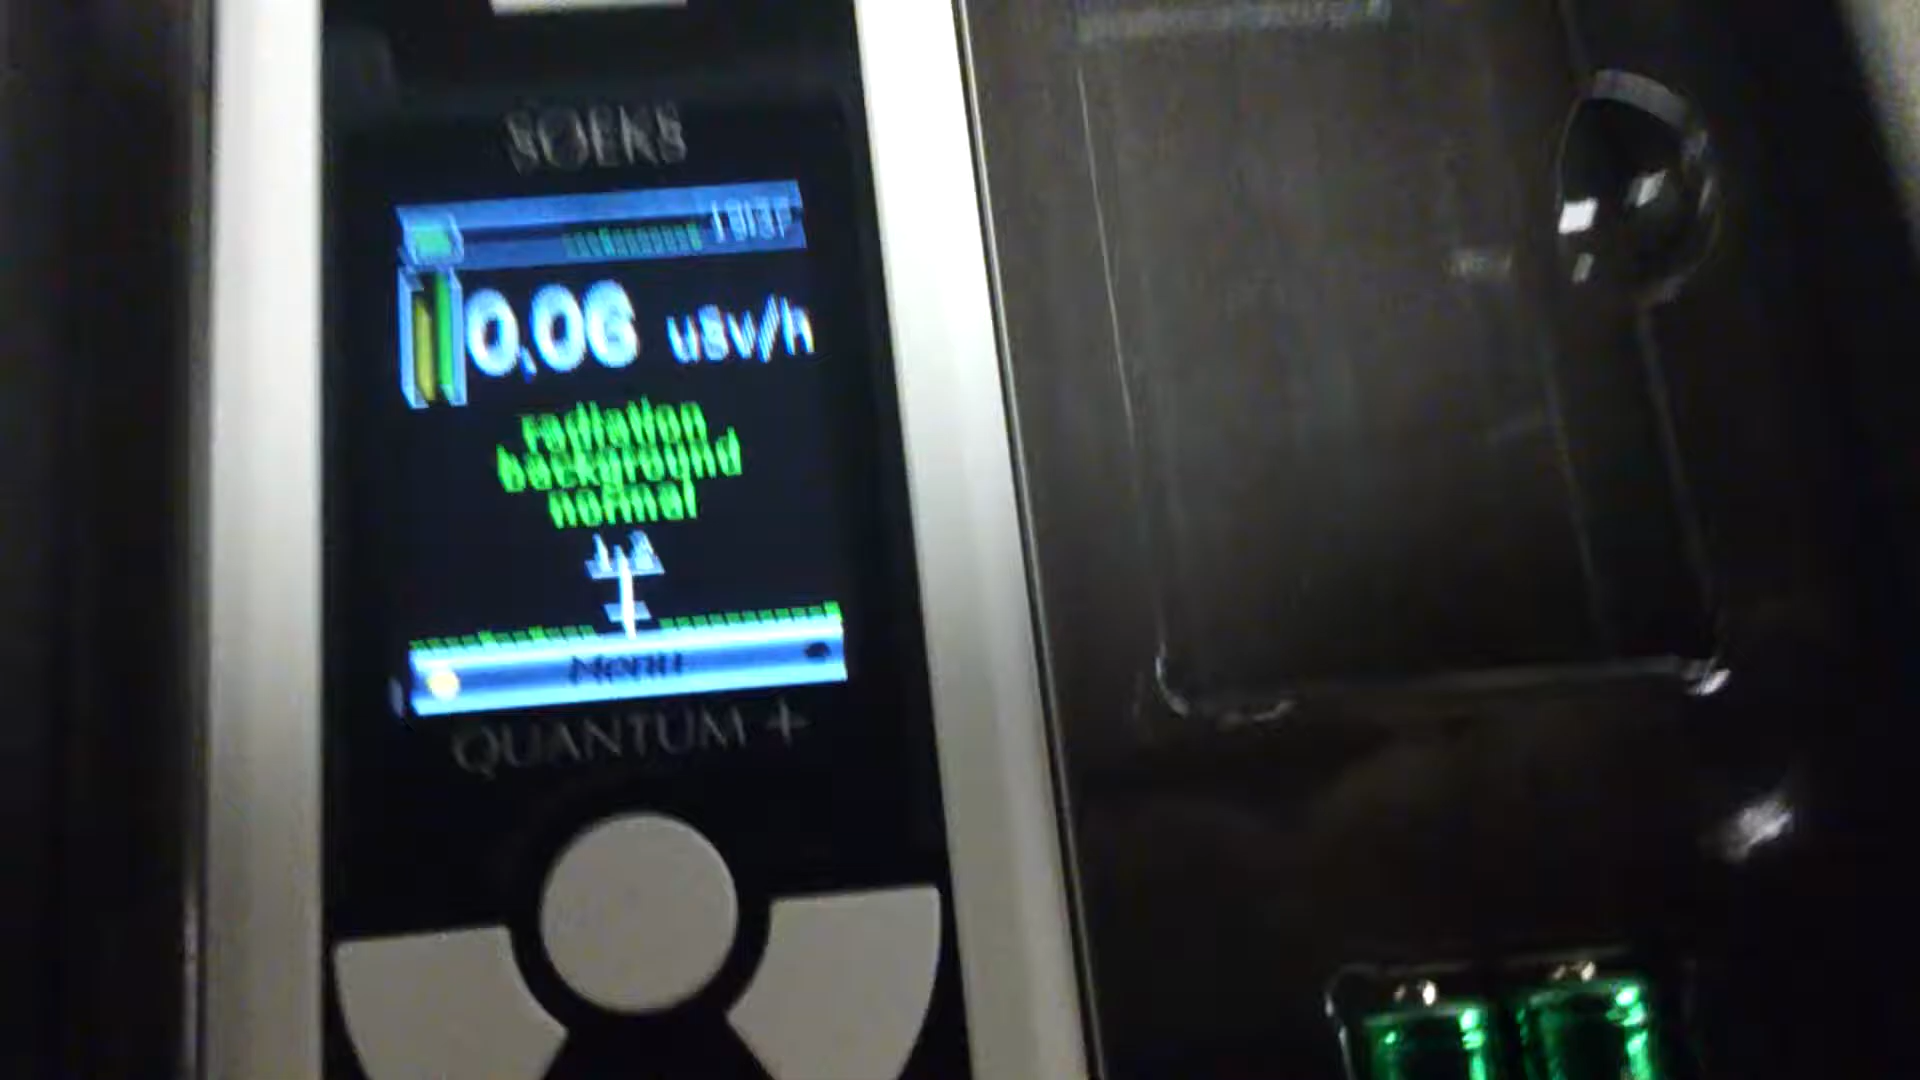 SOEKS
0,06 uSv/h
radiation
background
normal
Menu
QUANTUM +